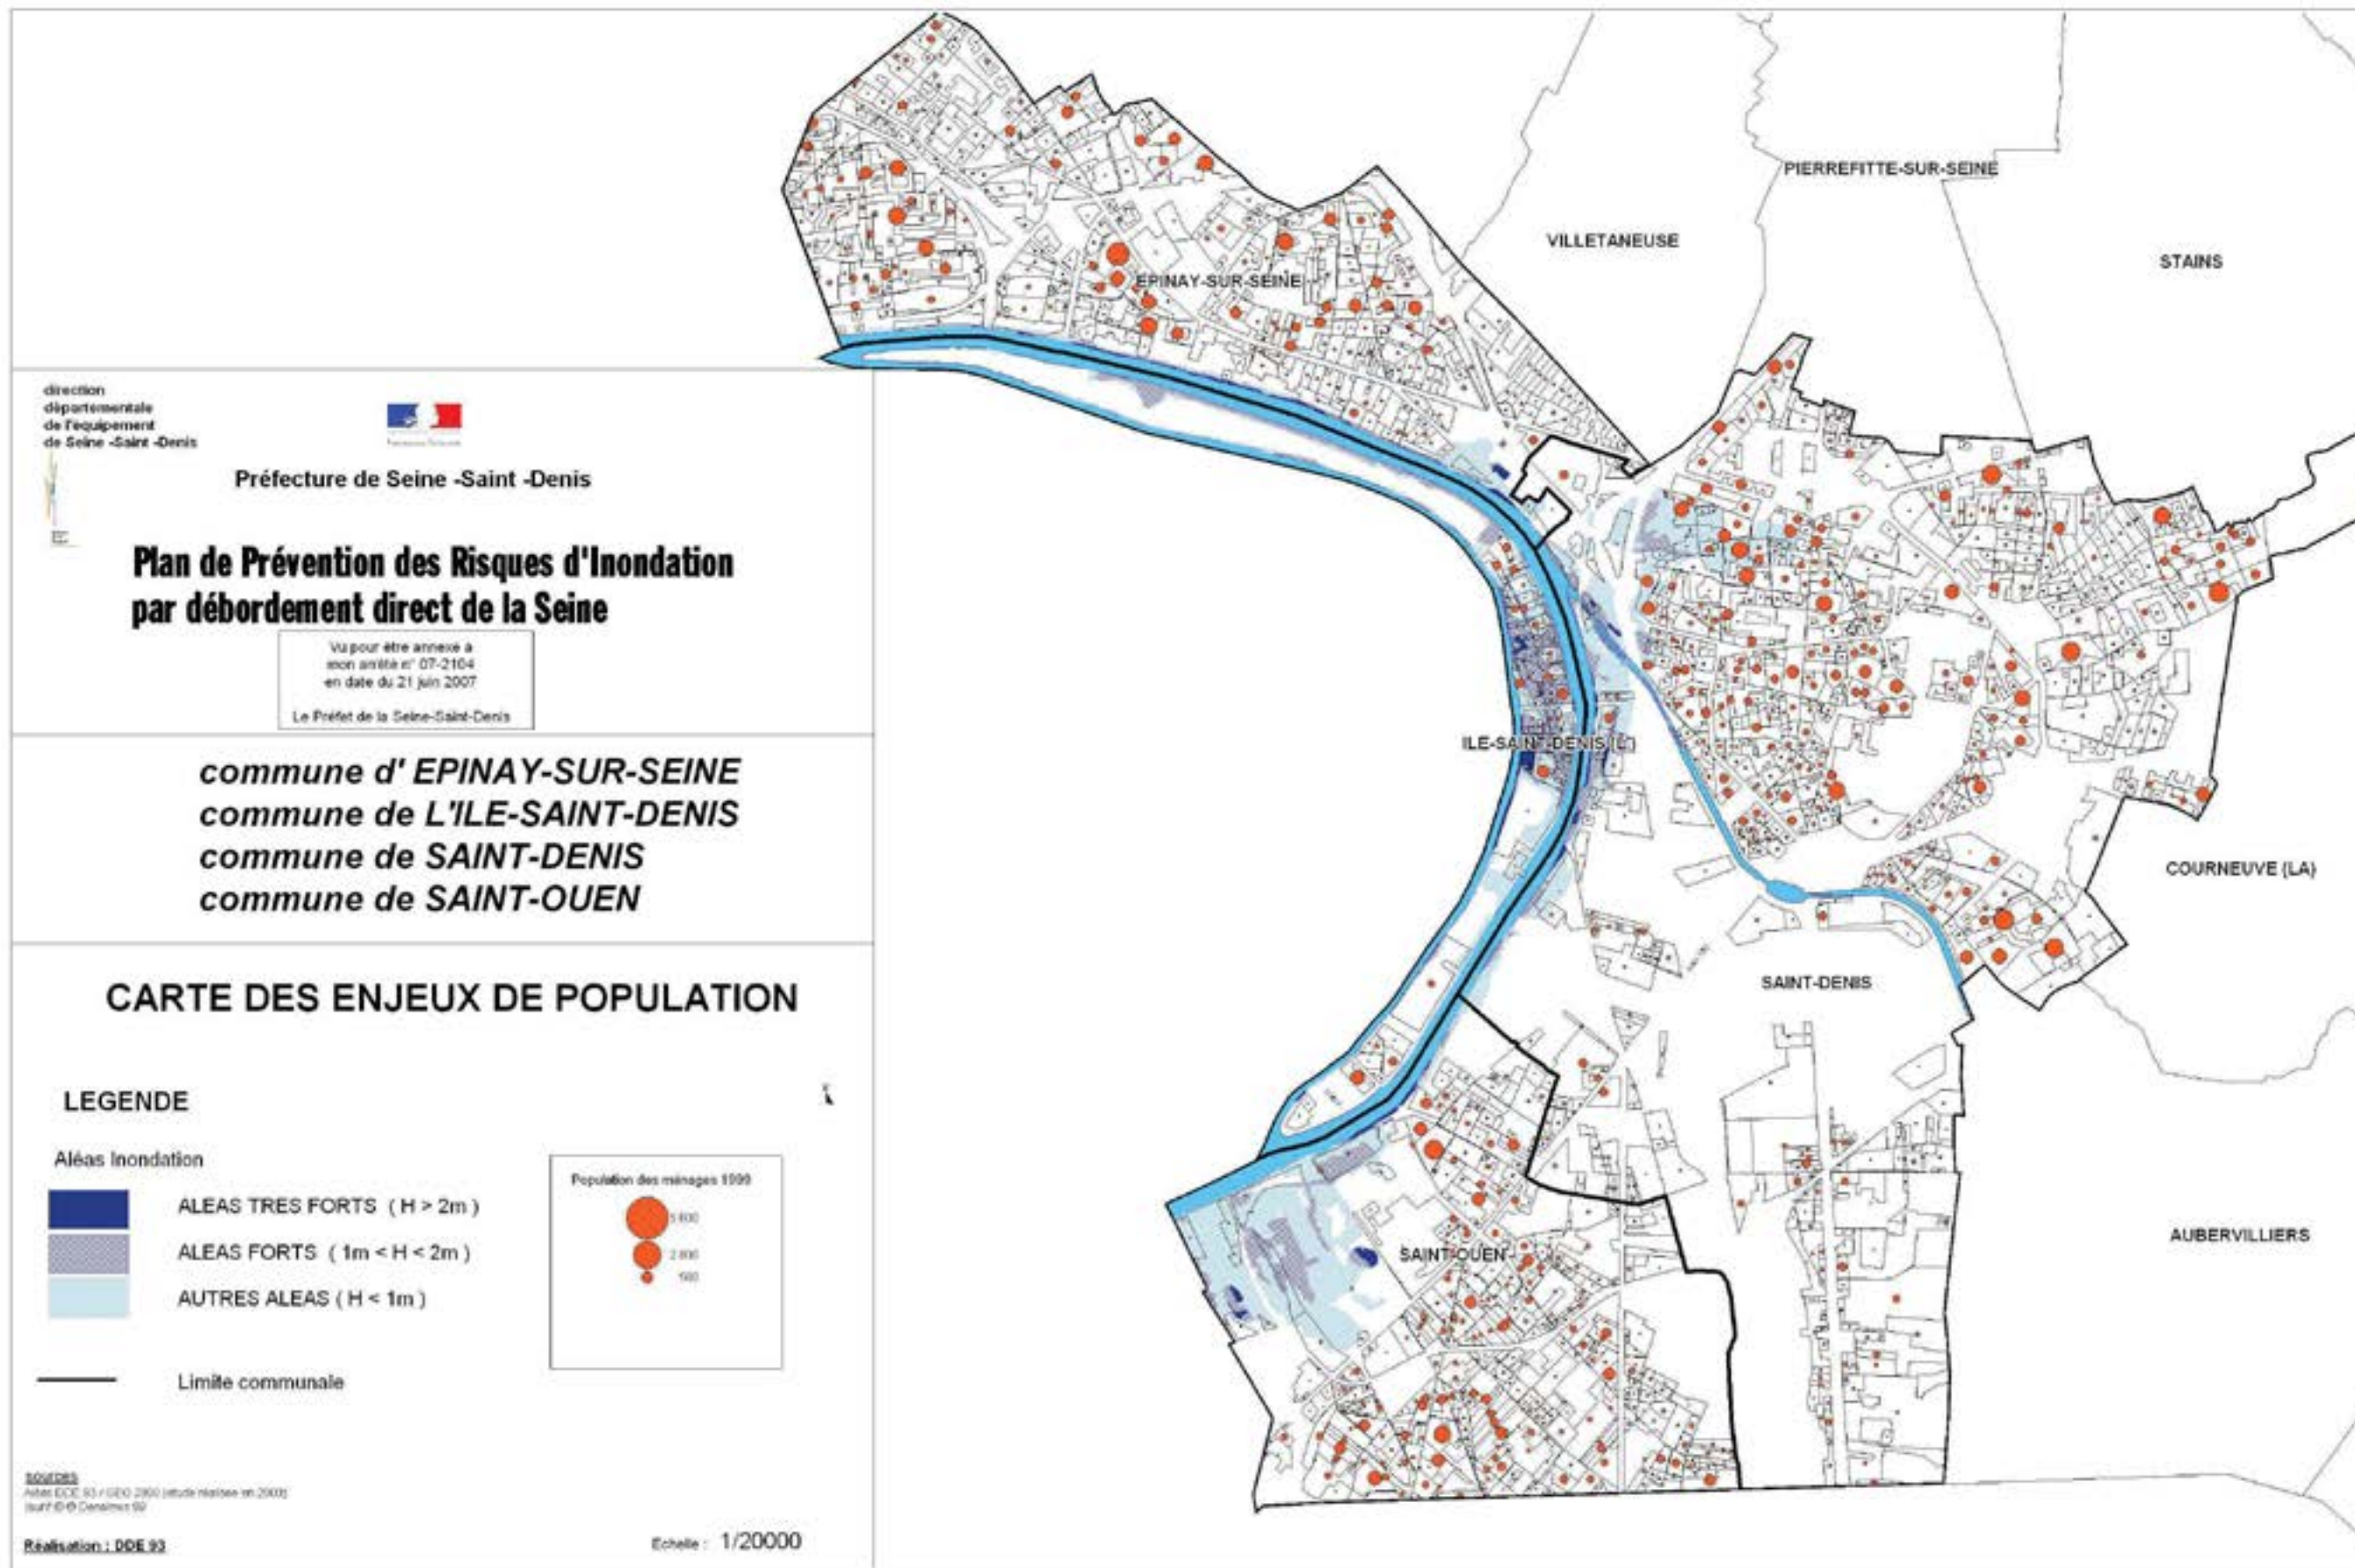 direction
départementale
de l'équipement
de Seine -Saint -Denis
Préfecture de Seine -Saint -Denis
Plan de Prévention des Risques d'Inondation
par débordement direct de la Seine
Vu pour être annexé à
mon arrêté n° 07-2104
en date du 21 juin 2007
Le Préfet de la Seine-Saint-Denis
commune d' EPINAY-SUR-SEINE
commune de L'ILE-SAINT-DENIS
commune de SAINT-DENIS
commune de SAINT-OUEN
CARTE DES ENJEUX DE POPULATION
LEGENDE
Aléas Inondation
ALEAS TRES FORTS ( H > 2m )
ALEAS FORTS ( 1m < H < 2m )
AUTRES ALEAS ( H < 1m )
Limite communale
Population des ménages 1999
5 600
2 800
560
sources
Réalisation : DDE 93
Echelle : 1/20000
PIERREFITTE-SUR-SEINE
VILLETANEUSE
STAINS
EPINAY-SUR-SEINE
ILE-SAINT-DENIS (L')
COURNEUVE (LA)
SAINT-DENIS
AUBERVILLIERS
SAINT-OUEN